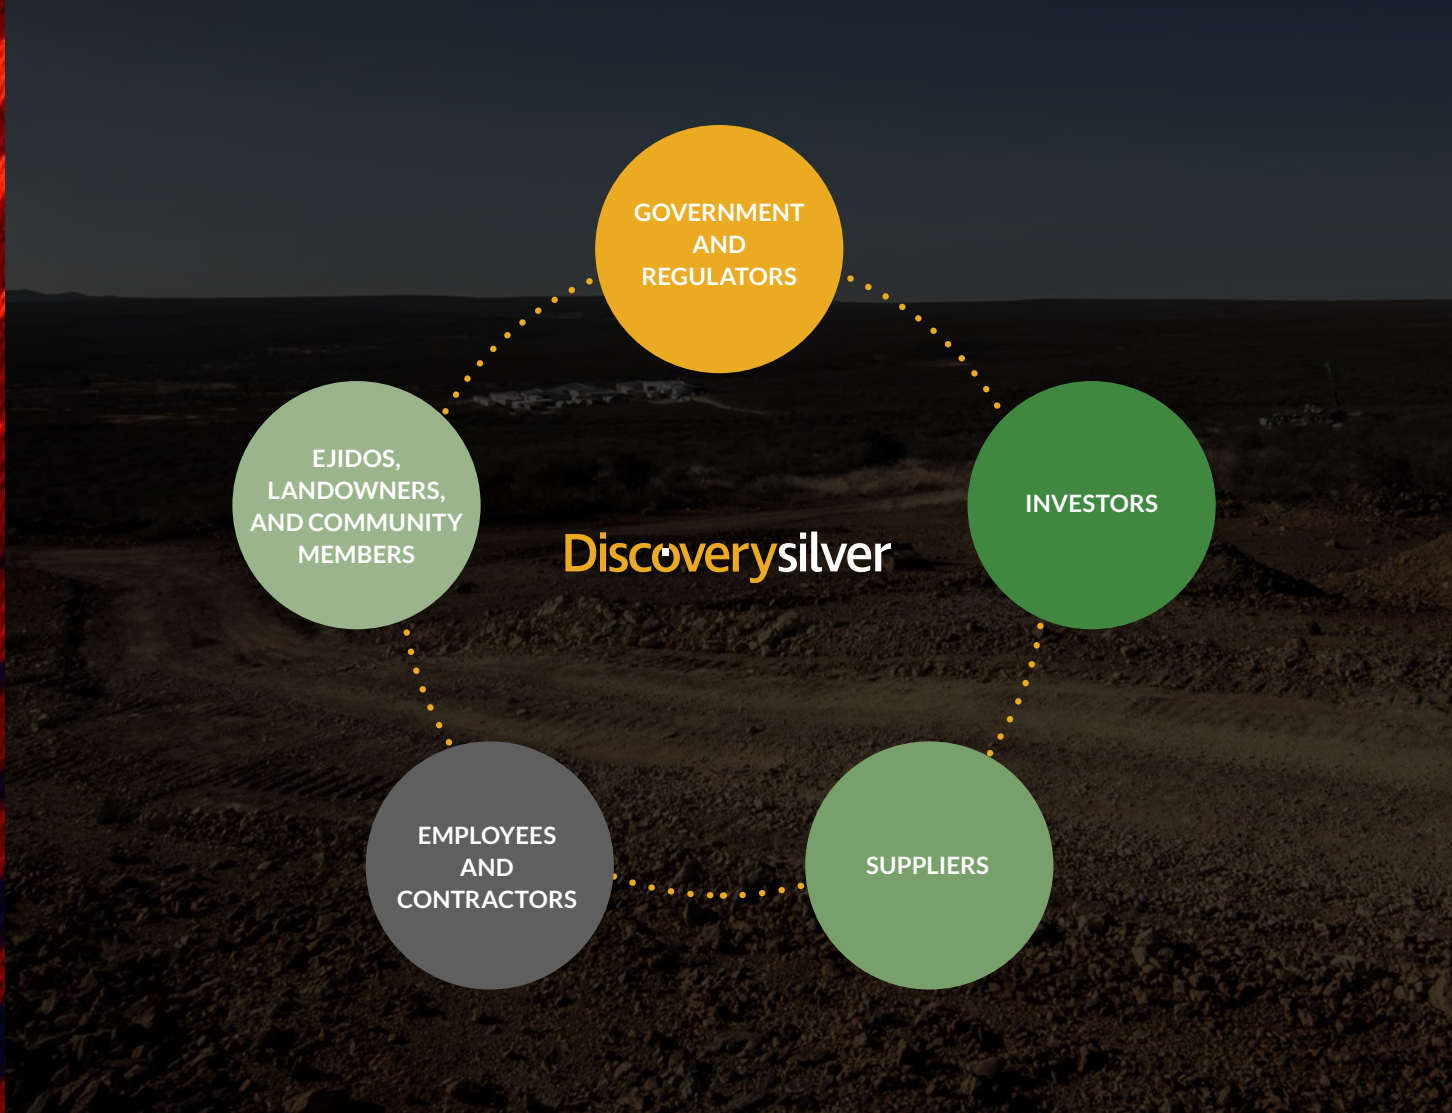 GOVERNMENT
AND
REGULATORS
EJIDOS,
LANDOWNERS,
AND COMMUNITY
MEMBERS
INVESTORS
Discoverysilver
EMPLOYEES
AND
CONTRACTORS
SUPPLIERS